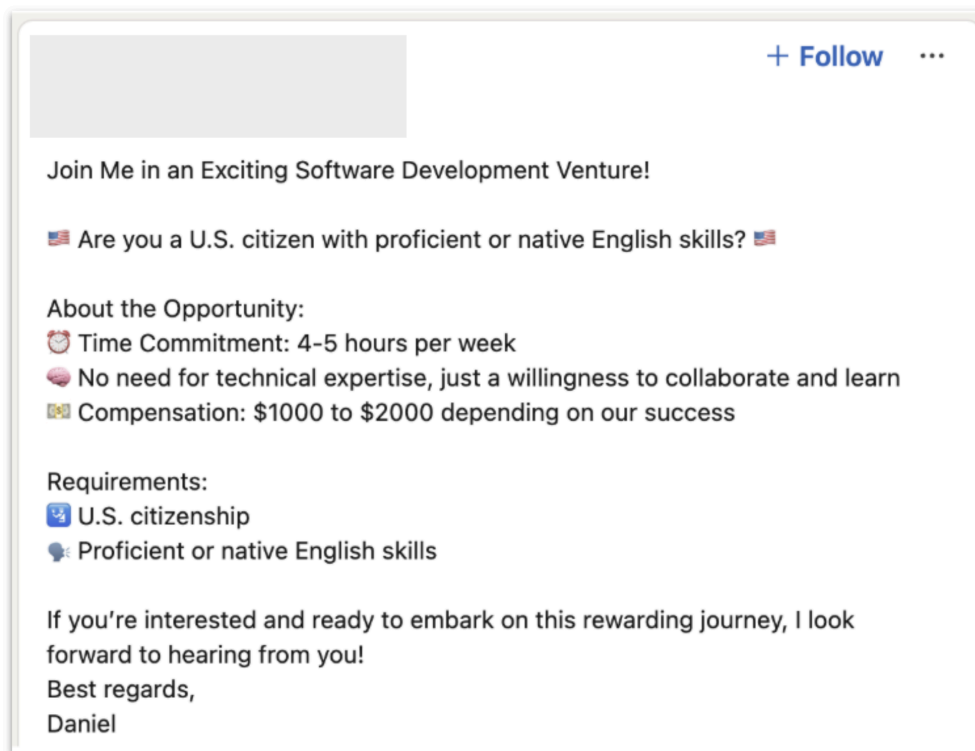 + Follow ...
Join Me in an Exciting Software Development Venture!
🇺🇸 Are you a U.S. citizen with proficient or native English skills? 🇺🇸
About the Opportunity:
⏰ Time Commitment: 4-5 hours per week
🧠 No need for technical expertise, just a willingness to collaborate and learn
💵 Compensation: $1000 to $2000 depending on our success
Requirements:
🛂 U.S. citizenship
🗣️ Proficient or native English skills
If you’re interested and ready to embark on this rewarding journey, I look
forward to hearing from you!
Best regards,
Daniel